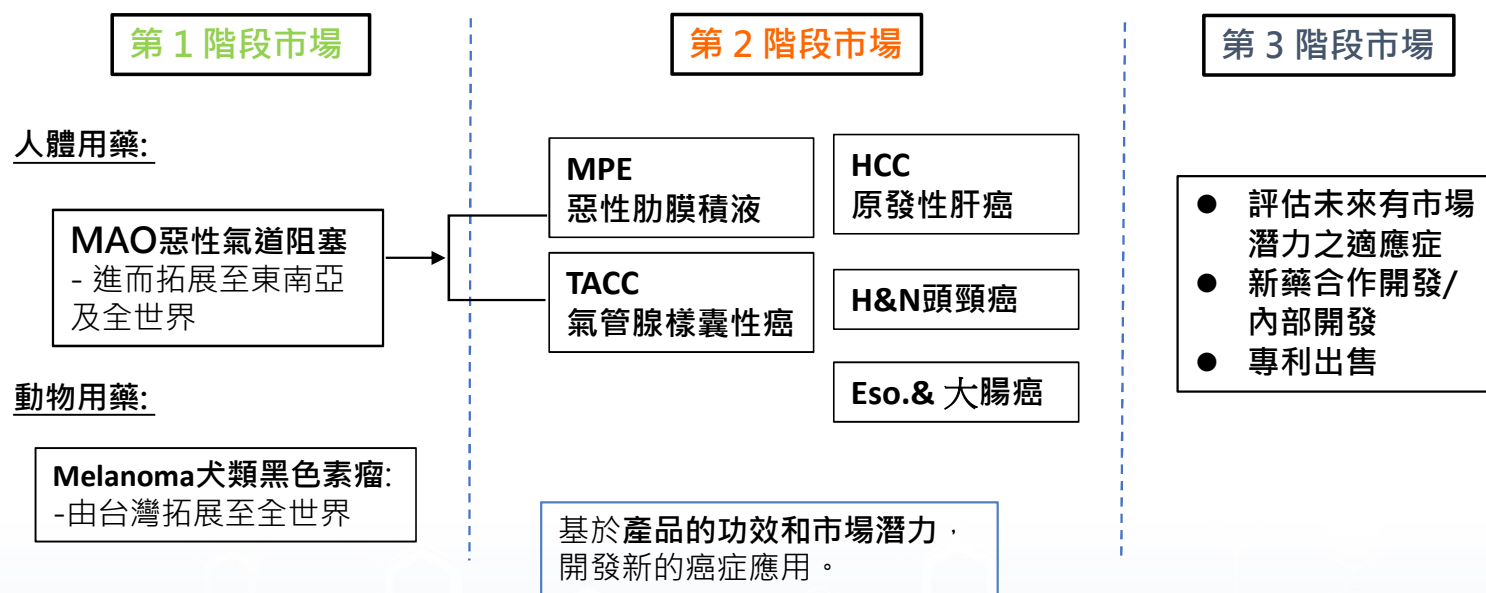 第 1 階段市場
人體用藥:
MAO惡性氣道阻塞
- 進而拓展至東南亞
及全世界
動物用藥:
Melanoma犬類黑色素瘤:
-由台灣拓展至全世界
第 2 階段市場
MPE
惡性肋膜積液
TACC
氣管腺樣囊性癌
HCC
原發性肝癌
H&N頭頸癌
Eso.& 大腸癌
基於產品的功效和市場潛力，
開發新的癌症應用。
第 3 階段市場
● 評估未來有市場
潛力之適應症
● 新藥合作開發/
內部開發
● 專利出售